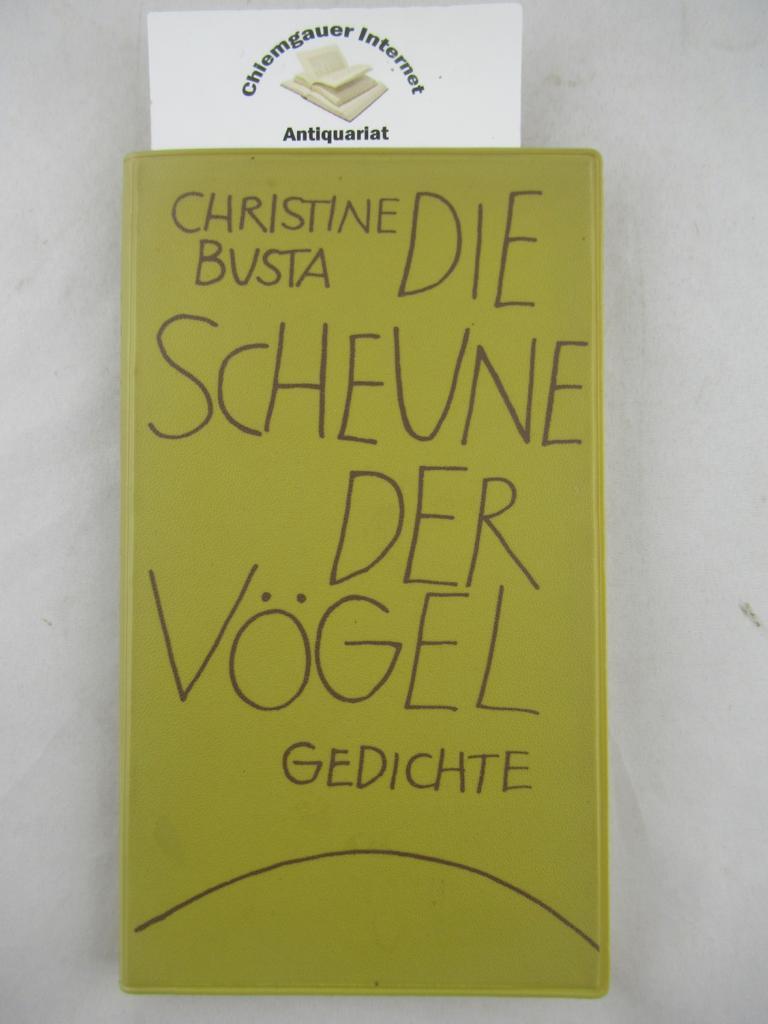 Chiemgauer Internet
Antiquariat
CHRISTINE DIE
BUSTA
SCHEUNE
DER
VÖGEL
GEDICHTE